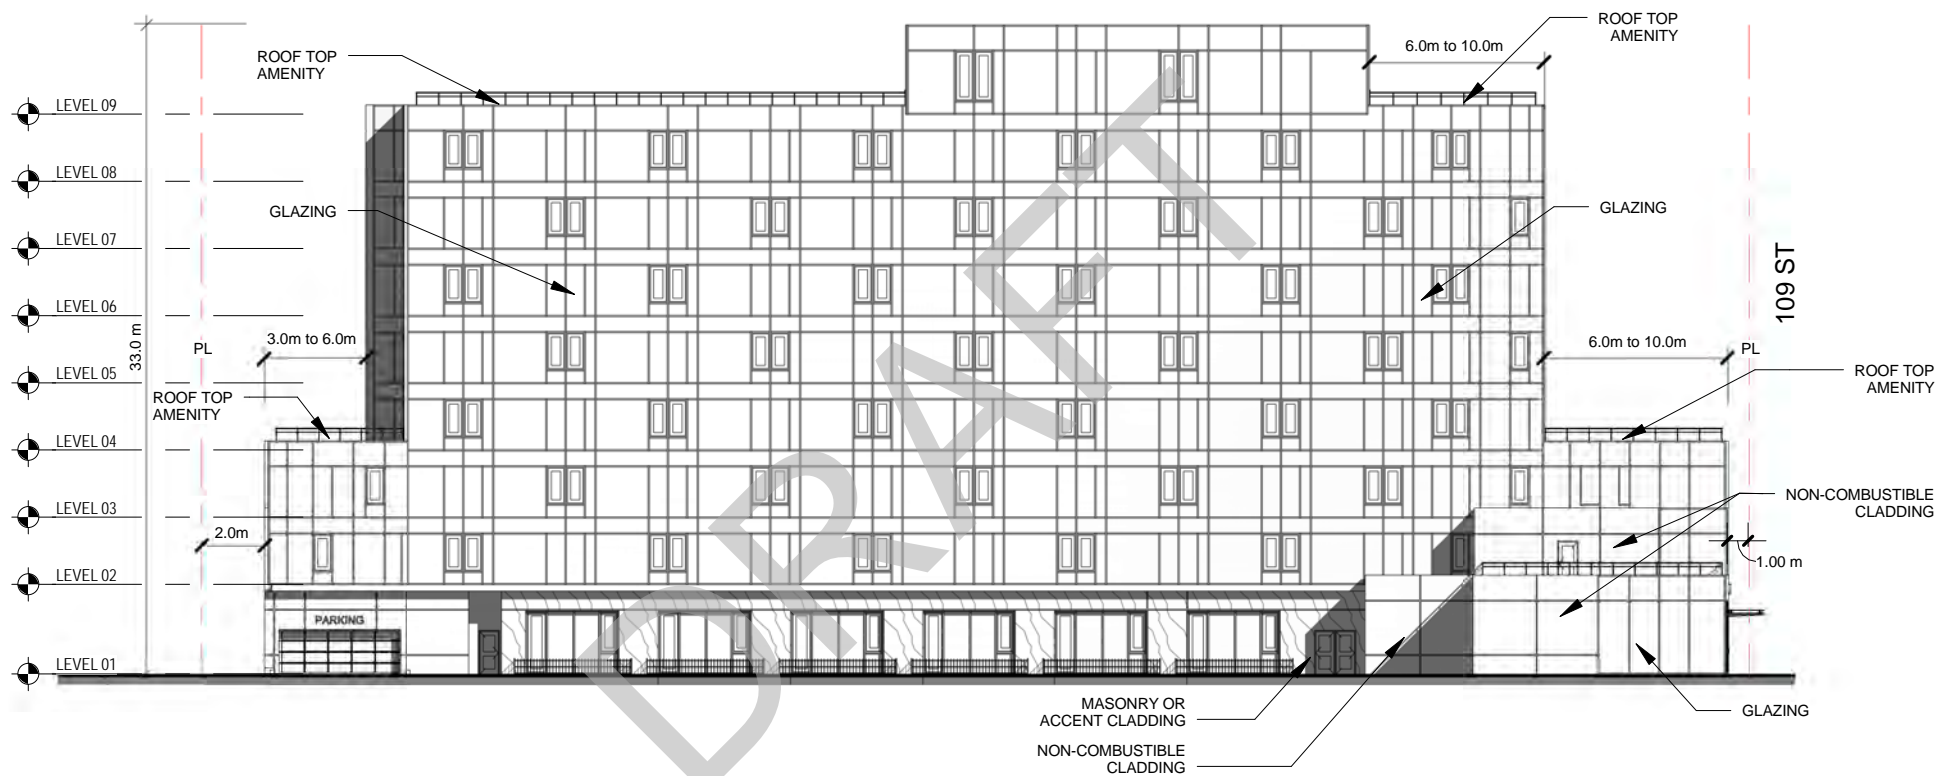 ROOF TOP
AMENITY
6.0m to 10.0m
ROOF TOP
AMENITY
LEVEL 09
LEVEL 08
GLAZING
GLAZING
LEVEL 07
109 ST
LEVEL 06
33.0 m
3.0m to 6.0m
PL
6.0m to 10.0m
PL
LEVEL 05
ROOF TOP
AMENITY
ROOF TOP
AMENITY
LEVEL 04
NON-COMBUSTIBLE
CLADDING
LEVEL 03
2.0m
1.00 m
LEVEL 02
PARKING
LEVEL 01
MASONRY OR
ACCENT CLADDING
GLAZING
NON-COMBUSTIBLE
CLADDING
DRAFT